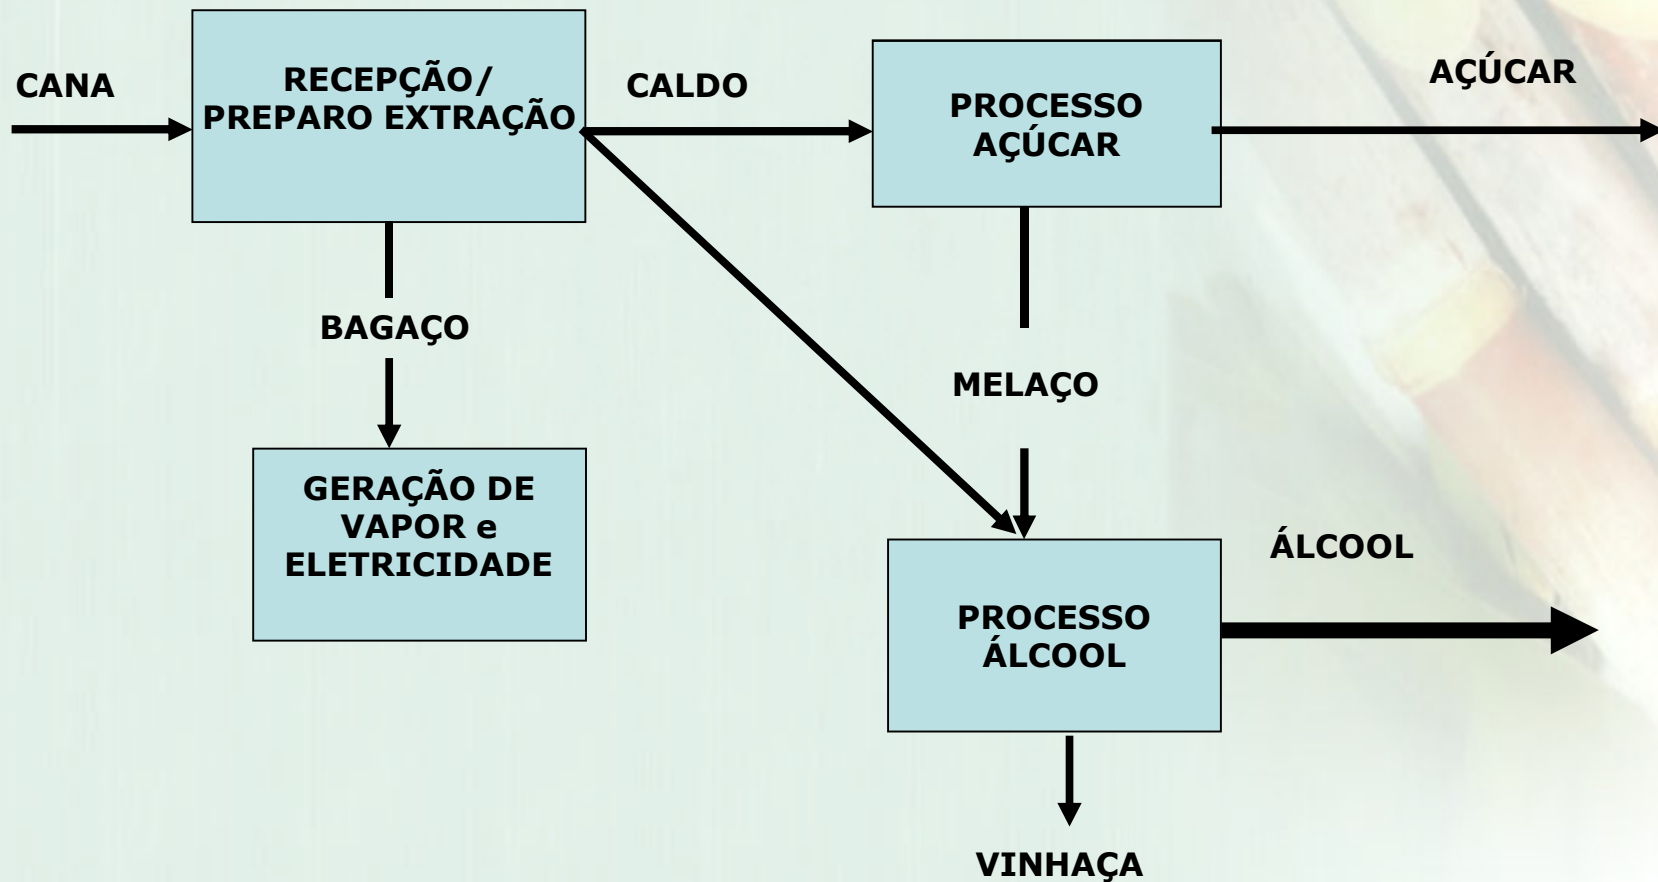 CANA
RECEPÇÃO/
PREPARO EXTRAÇÃO
CALDO
PROCESSO
AÇÚCAR
AÇÚCAR
BAGAÇO
MELAÇO
GERAÇÃO DE
VAPOR e
ELETRICIDADE
PROCESSO
ÁLCOOL
ÁLCOOL
VINHAÇA